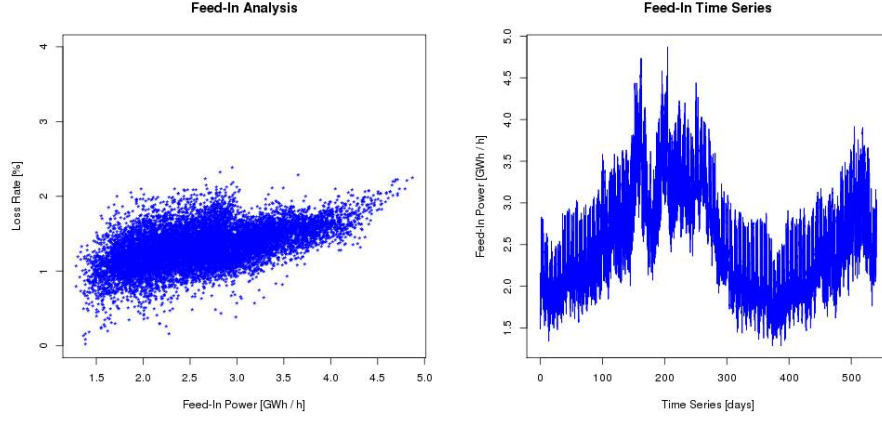 Feed-In Analysis
Loss Rate [%]
4
3
2
1
0
1.5 2.0 2.5 3.0 3.5 4.0 4.5 5.0
Feed-In Power [GWh / h]
Feed-In Time Series
Feed-In Power [GWh / h]
5.0
4.5
4.0
3.5
3.0
2.5
2.0
1.5
0 100 200 300 400 500
Time Series [days]